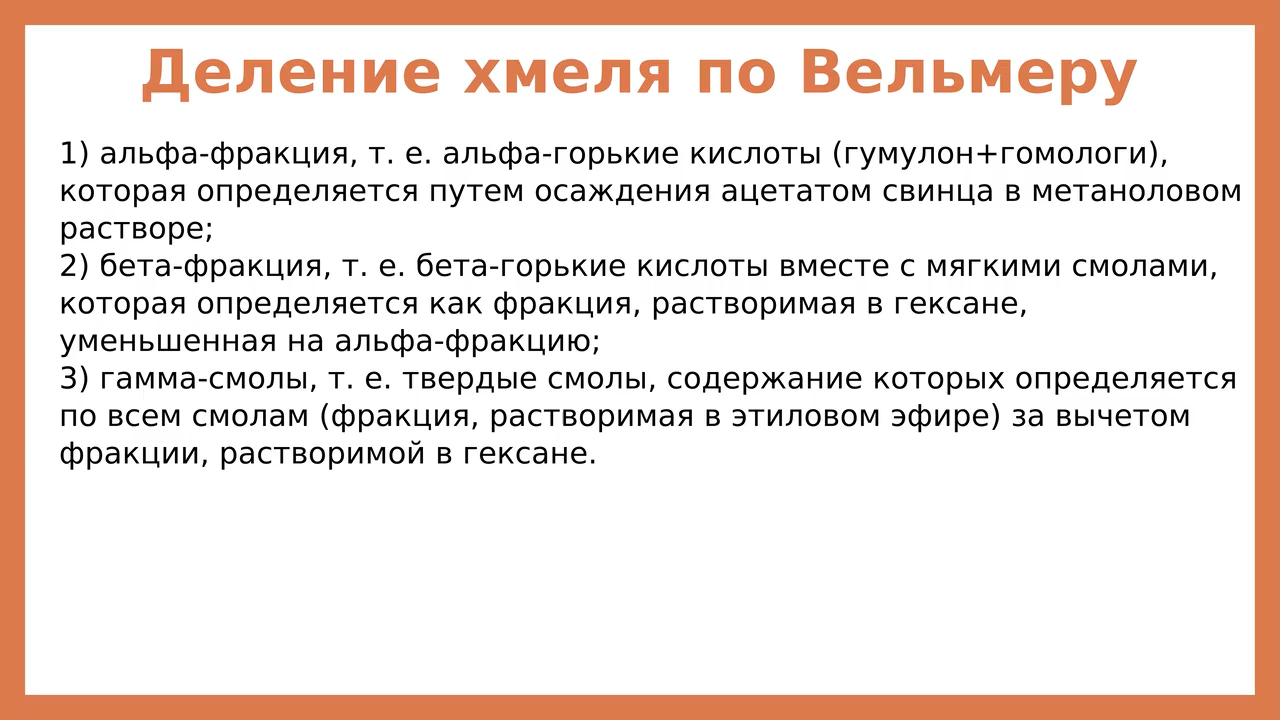 Деление хмеля по Вельмеру
1) альфа-фракция, т. е. альфа-горькие кислоты (гумулон+гомологи),
которая определяется путем осаждения ацетатом свинца в метаноловом
растворе;
2) бета-фракция, т. е. бета-горькие кислоты вместе с мягкими смолами,
которая определяется как фракция, растворимая в гексане,
уменьшенная на альфа-фракцию;
3) гамма-смолы, т. е. твердые смолы, содержание которых определяется
по всем смолам (фракция, растворимая в этиловом эфире) за вычетом
фракции, растворимой в гексане.